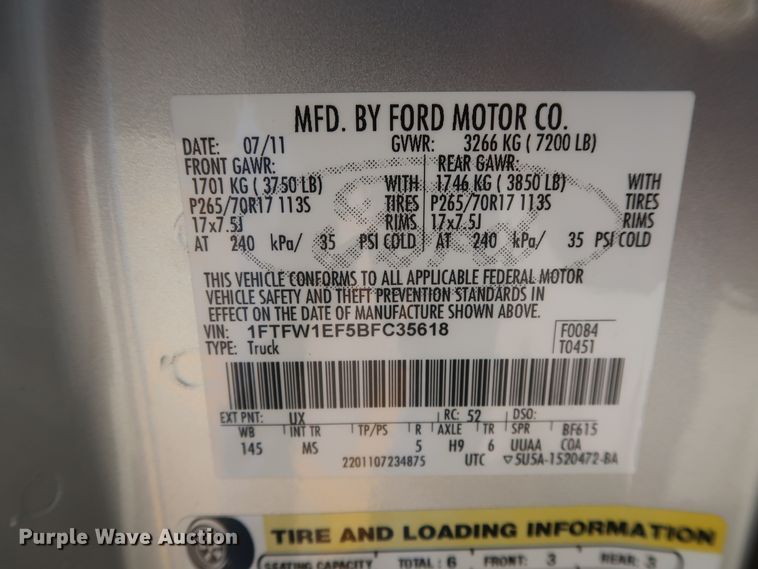 MFD. BY FORD MOTOR CO.
DATE: 07/11 GVWR: 3266 KG ( 7200 LB)
FRONT GAWR: REAR GAWR:
1701 KG ( 3750 LB) WITH 1746 KG ( 3850 LB) WITH
P265/70R17 113S TIRES P265/70R17 113S TIRES
17x7.5J RIMS 17x7.5J RIMS
AT 240 kPa/ 35 PSI COLD AT 240 kPa/ 35 PSI COLD
Ford
THIS VEHICLE CONFORMS TO ALL APPLICABLE FEDERAL MOTOR
VEHICLE SAFETY AND THEFT PREVENTION STANDARDS IN
EFFECT ON THE DATE OF MANUFACTURE SHOWN ABOVE.
VIN: 1FTFW1EF5BFC35618 F0084
TYPE: Truck T0451
EXT PNT: UX RC: 52 DSO:
WB INT TR TP/PS R AXLE TR SPR BF615
145 MS 5 H9 6 UUAA COA
2201107234875 UTC ▽5U5A-1520472-BA
TIRE AND LOADING INFORMATION
SEATING CAPACITY TOTAL: 6 FRONT: 3 REAR: 3
Purple Wave Auction
PurpleWave.com